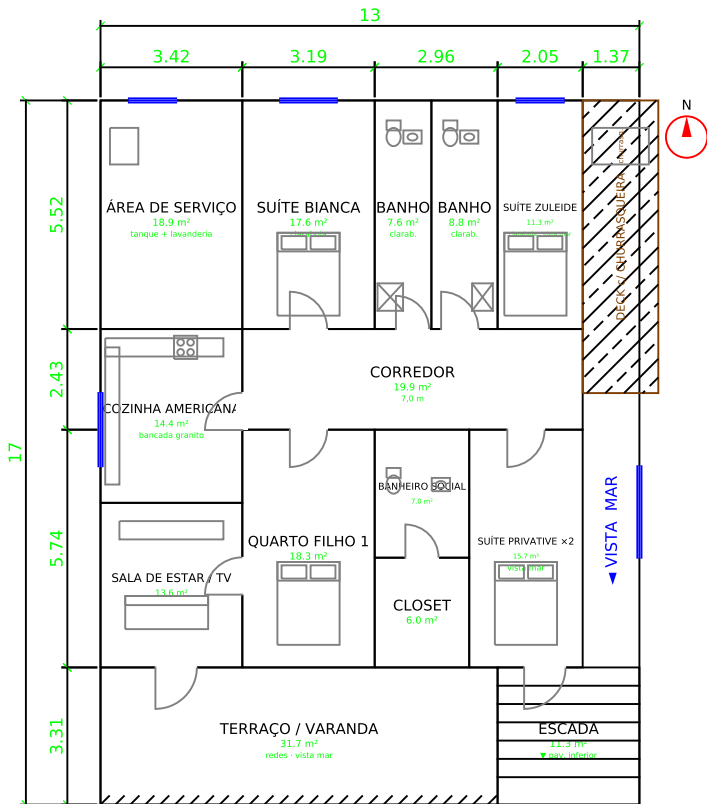 13
3.42
3.19
2.96
2.05
1.37
N
5.52
2.43
17
5.74
3.31
ÁREA DE SERVIÇO
18.9 m²
tanque + lavanderia
SUÍTE BIANCA
17.6 m²
BANHO
7.6 m²
clarab.
BANHO
8.8 m²
clarab.
SUÍTE ZULEIDE
11.3 m²
churrasq.
DECK c/ CHURRASQUEIRA
CORREDOR
19.9 m²
7,0 m
COZINHA AMERICANA
14.4 m²
bancada granito
BANHEIRO SOCIAL
7.0 m²
◄ VISTA MAR
QUARTO FILHO 1
18.3 m²
SUÍTE PRIVATIVE ×2
15.7 m²
vista mar
SALA DE ESTAR / TV
13.6 m²
CLOSET
6.0 m²
TERRAÇO / VARANDA
31.7 m²
redes · vista mar
ESCADA
11.3 m²
▼ pav. inferior